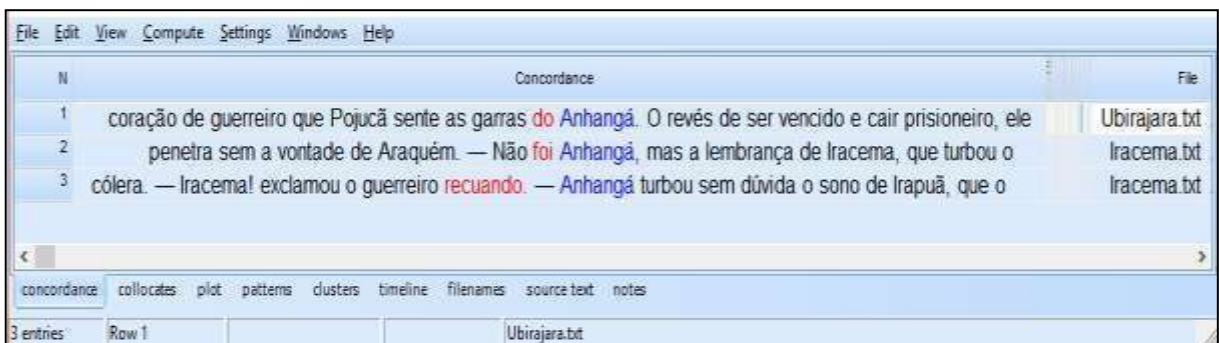 File Edit View Compute Settings Windows Help
N Concordance File
1 coração de guerreiro que Pojucã sente as garras do Anhangá. O revés de ser vencido e cair prisioneiro, ele Ubirajara.txt
2 penetra sem a vontade de Araquém. — Não foi Anhangá, mas a lembrança de Iracema, que turbou o Iracema.txt
3 cólera. — Iracema! exclamou o guerreiro recuando. — Anhangá turbou sem dúvida o sono de Irapuã, que o Iracema.txt
concordance collocates plot patterns clusters timeline filenames source text notes
3 entries Row 1 Ubirajara.txt